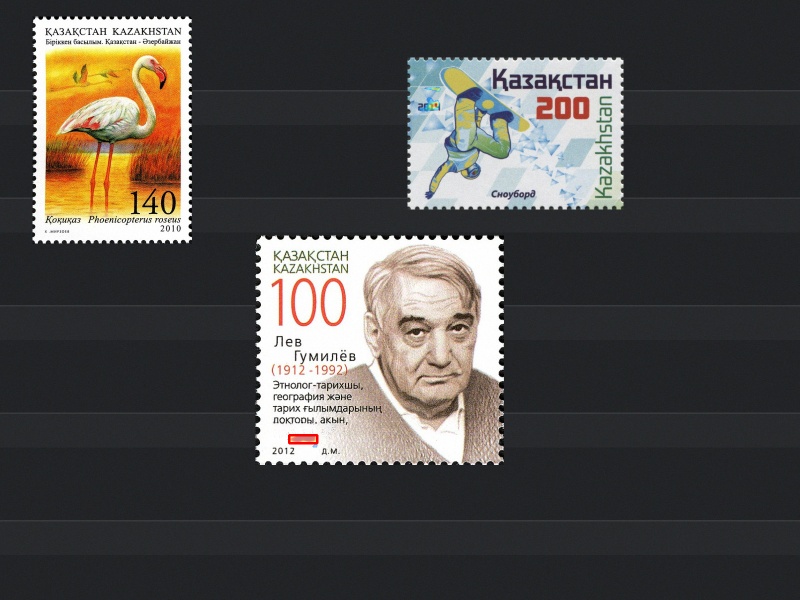 ҚАЗАҚСТАН KAZAKHSTAN
Біріккен басылым. Қазақстан - Әзербайжан
140
Қоқиқаз Phoenicopterus roseus
2010
Қазақстан
200
2014
Kazakhstan
Сноуборд
ҚАЗАҚСТАН
KAZAKHSTAN
100
Лев
Гумилёв
(1912 - 1992)
Этнолог-тарихшы,
география және
тарих ғылымдарының
докторы, ақын,
2012 Д.М.